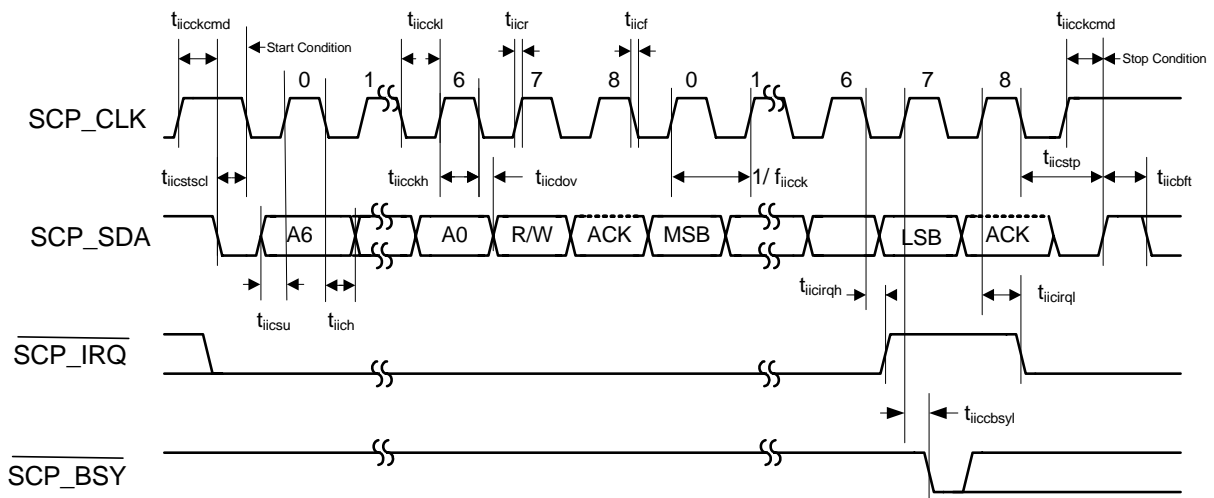 t_iicckcmd t_iicckl t_iicr t_iicf t_iicckcmd
Start Condition Stop Condition
0 1 6 7 8 0 1 6 7 8
SCP_CLK
t_iicstscl t_iicckh t_iicdov 1/ f_iicck t_iicstp t_iicbft
SCP_SDA A6 A0 R/W ACK MSB LSB ACK
t_iicsu t_iich t_iicirqh t_iicirql
SCP_IRQ
t_iiccbsyl
SCP_BSY